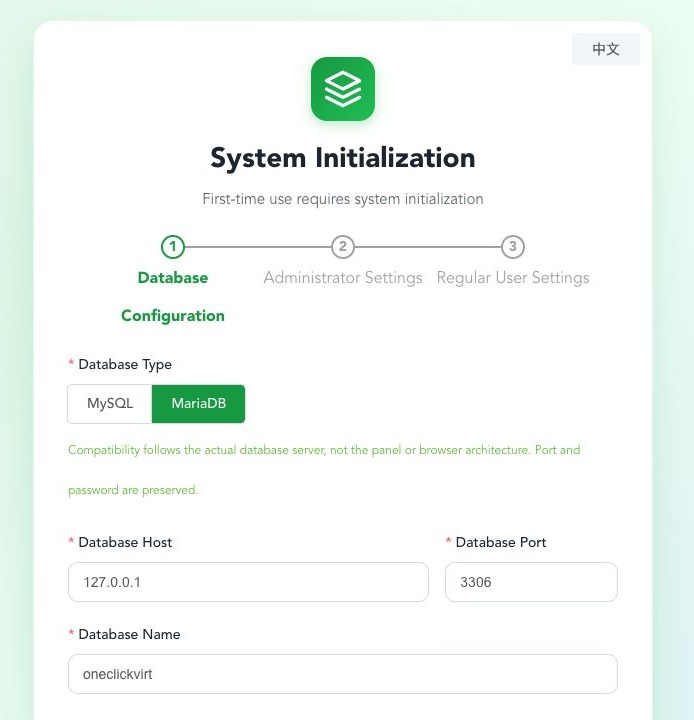 中文
System Initialization
First-time use requires system initialization
1 2 3
Database Administrator Settings Regular User Settings
Configuration
* Database Type
MySQL MariaDB
Compatibility follows the actual database server, not the panel or browser architecture. Port and
password are preserved.
* Database Host * Database Port
127.0.0.1 3306
* Database Name
oneclickvirt